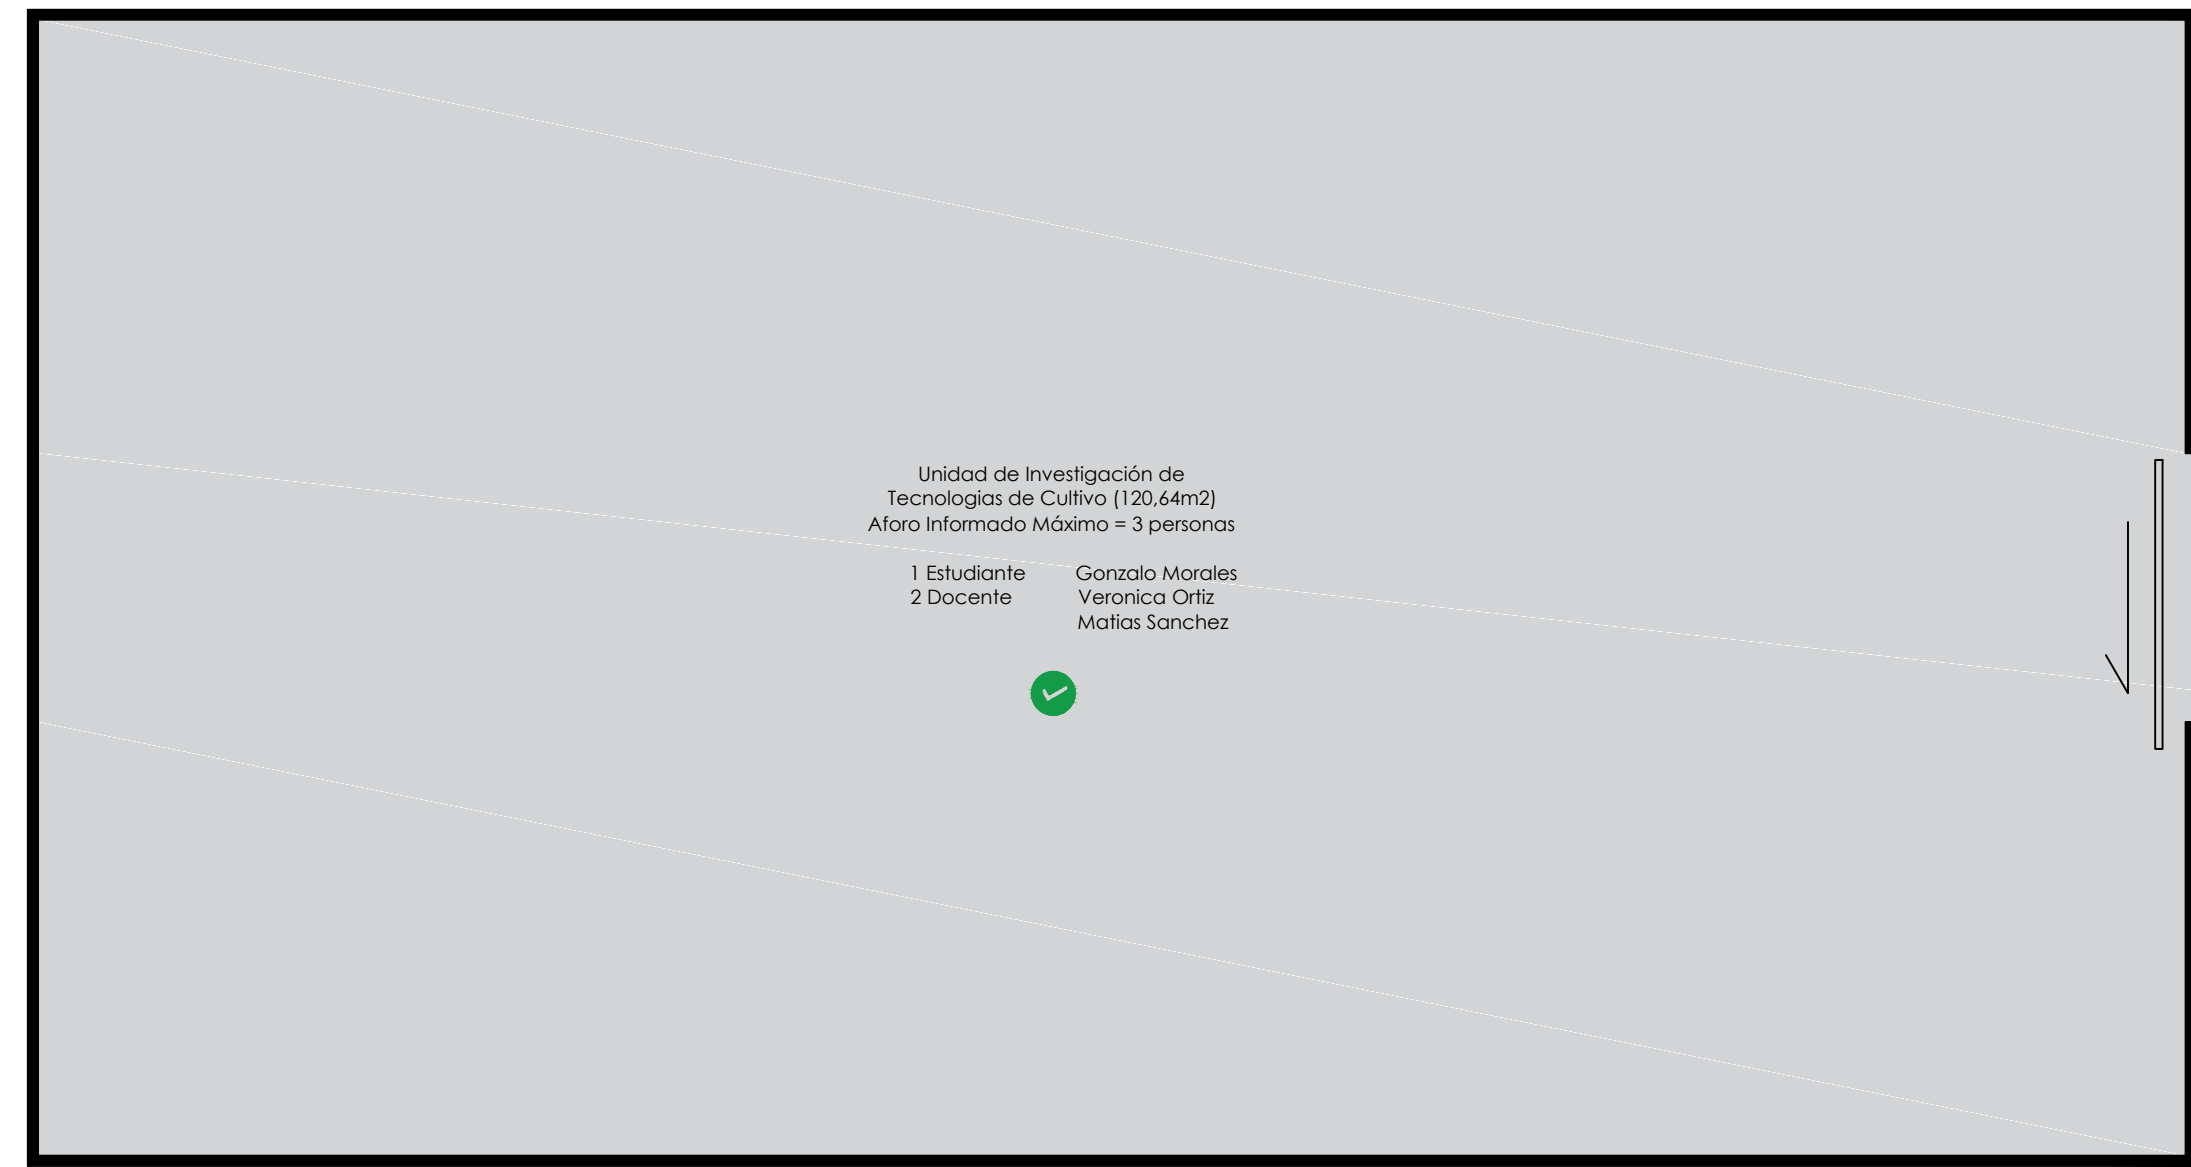 Unidad de Investigación de
Tecnologias de Cultivo (120,64m2)
Aforo Informado Máximo = 3 personas
1 Estudiante Gonzalo Morales
2 Docente Veronica Ortiz
Matias Sanchez